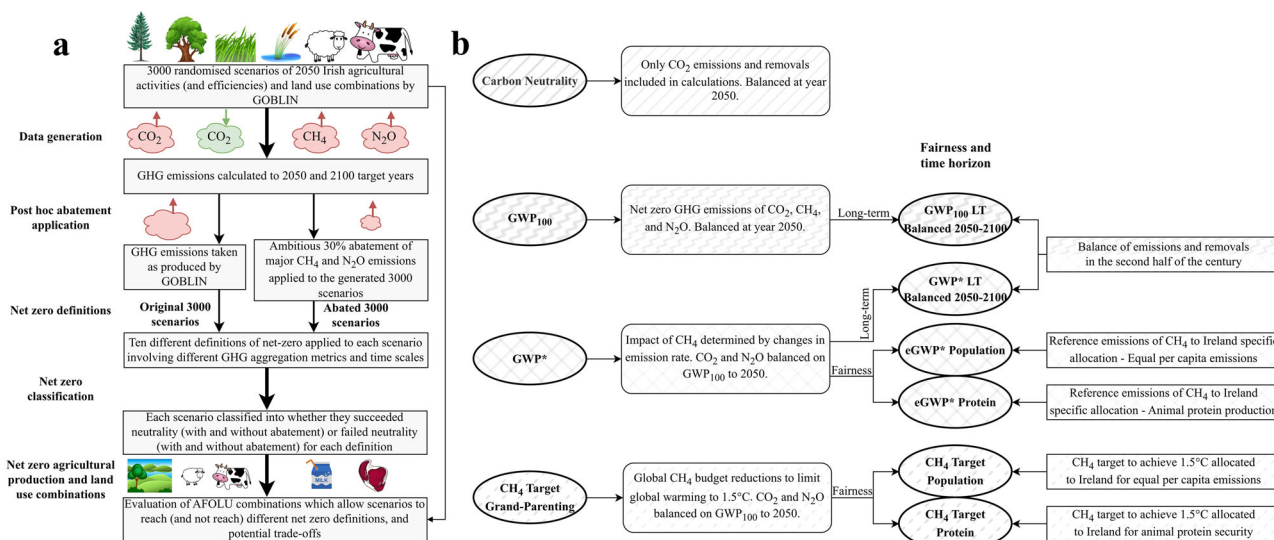 a
3000 randomised scenarios of 2050 Irish agricultural
activities (and efficiencies) and land use combinations by
GOBLIN
Data generation
CO2
CO2
CH4
N2O
GHG emissions calculated to 2050 and 2100 target years
Post hoc abatement
application
GHG emissions taken
as produced by
GOBLIN
Ambitious 30% abatement of
major CH4 and N2O emissions
applied to the generated 3000
scenarios
Net zero definitions
Original 3000
scenarios
Abated 3000
scenarios
Ten different definitions of net-zero applied to each scenario
involving different GHG aggregation metrics and time scales
Net zero
classification
Each scenario classified into whether they succeeded
neutrality (with and without abatement) or failed neutrality
(with and without abatement) for each definition
Net zero agricultural
production and land
use combinations
MILK
Evaluation of AFOLU combinations which allow scenarios to
reach (and not reach) different net zero definitions, and
potential trade-offs
b
Carbon Neutrality
Only CO2 emissions and removals
included in calculations. Balanced at year
2050.
Fairness and
time horizon
GWP100
Net zero GHG emissions of CO2, CH4,
and N2O. Balanced at year 2050.
Long-term
GWP100 LT
Balanced 2050-2100
Balance of emissions and removals
in the second half of the century
GWP* LT
Balanced 2050-2100
Long-term
GWP*
Impact of CH4 determined by changes in
emission rate. CO2 and N2O balanced on
GWP100 to 2050.
Fairness
eGWP* Population
Reference emissions of CH4 to Ireland specific
allocation - Equal per capita emissions
eGWP* Protein
Reference emissions of CH4 to Ireland
specific allocation - Animal protein production
CH4 Target
Grand-Parenting
Global CH4 budget reductions to limit
global warming to 1.5°C. CO2 and N2O
balanced on GWP100 to 2050.
Fairness
CH4 Target
Population
CH4 target to achieve 1.5°C allocated
to Ireland for equal per capita emissions
CH4 Target
Protein
CH4 target to achieve 1.5°C allocated
to Ireland for animal protein security